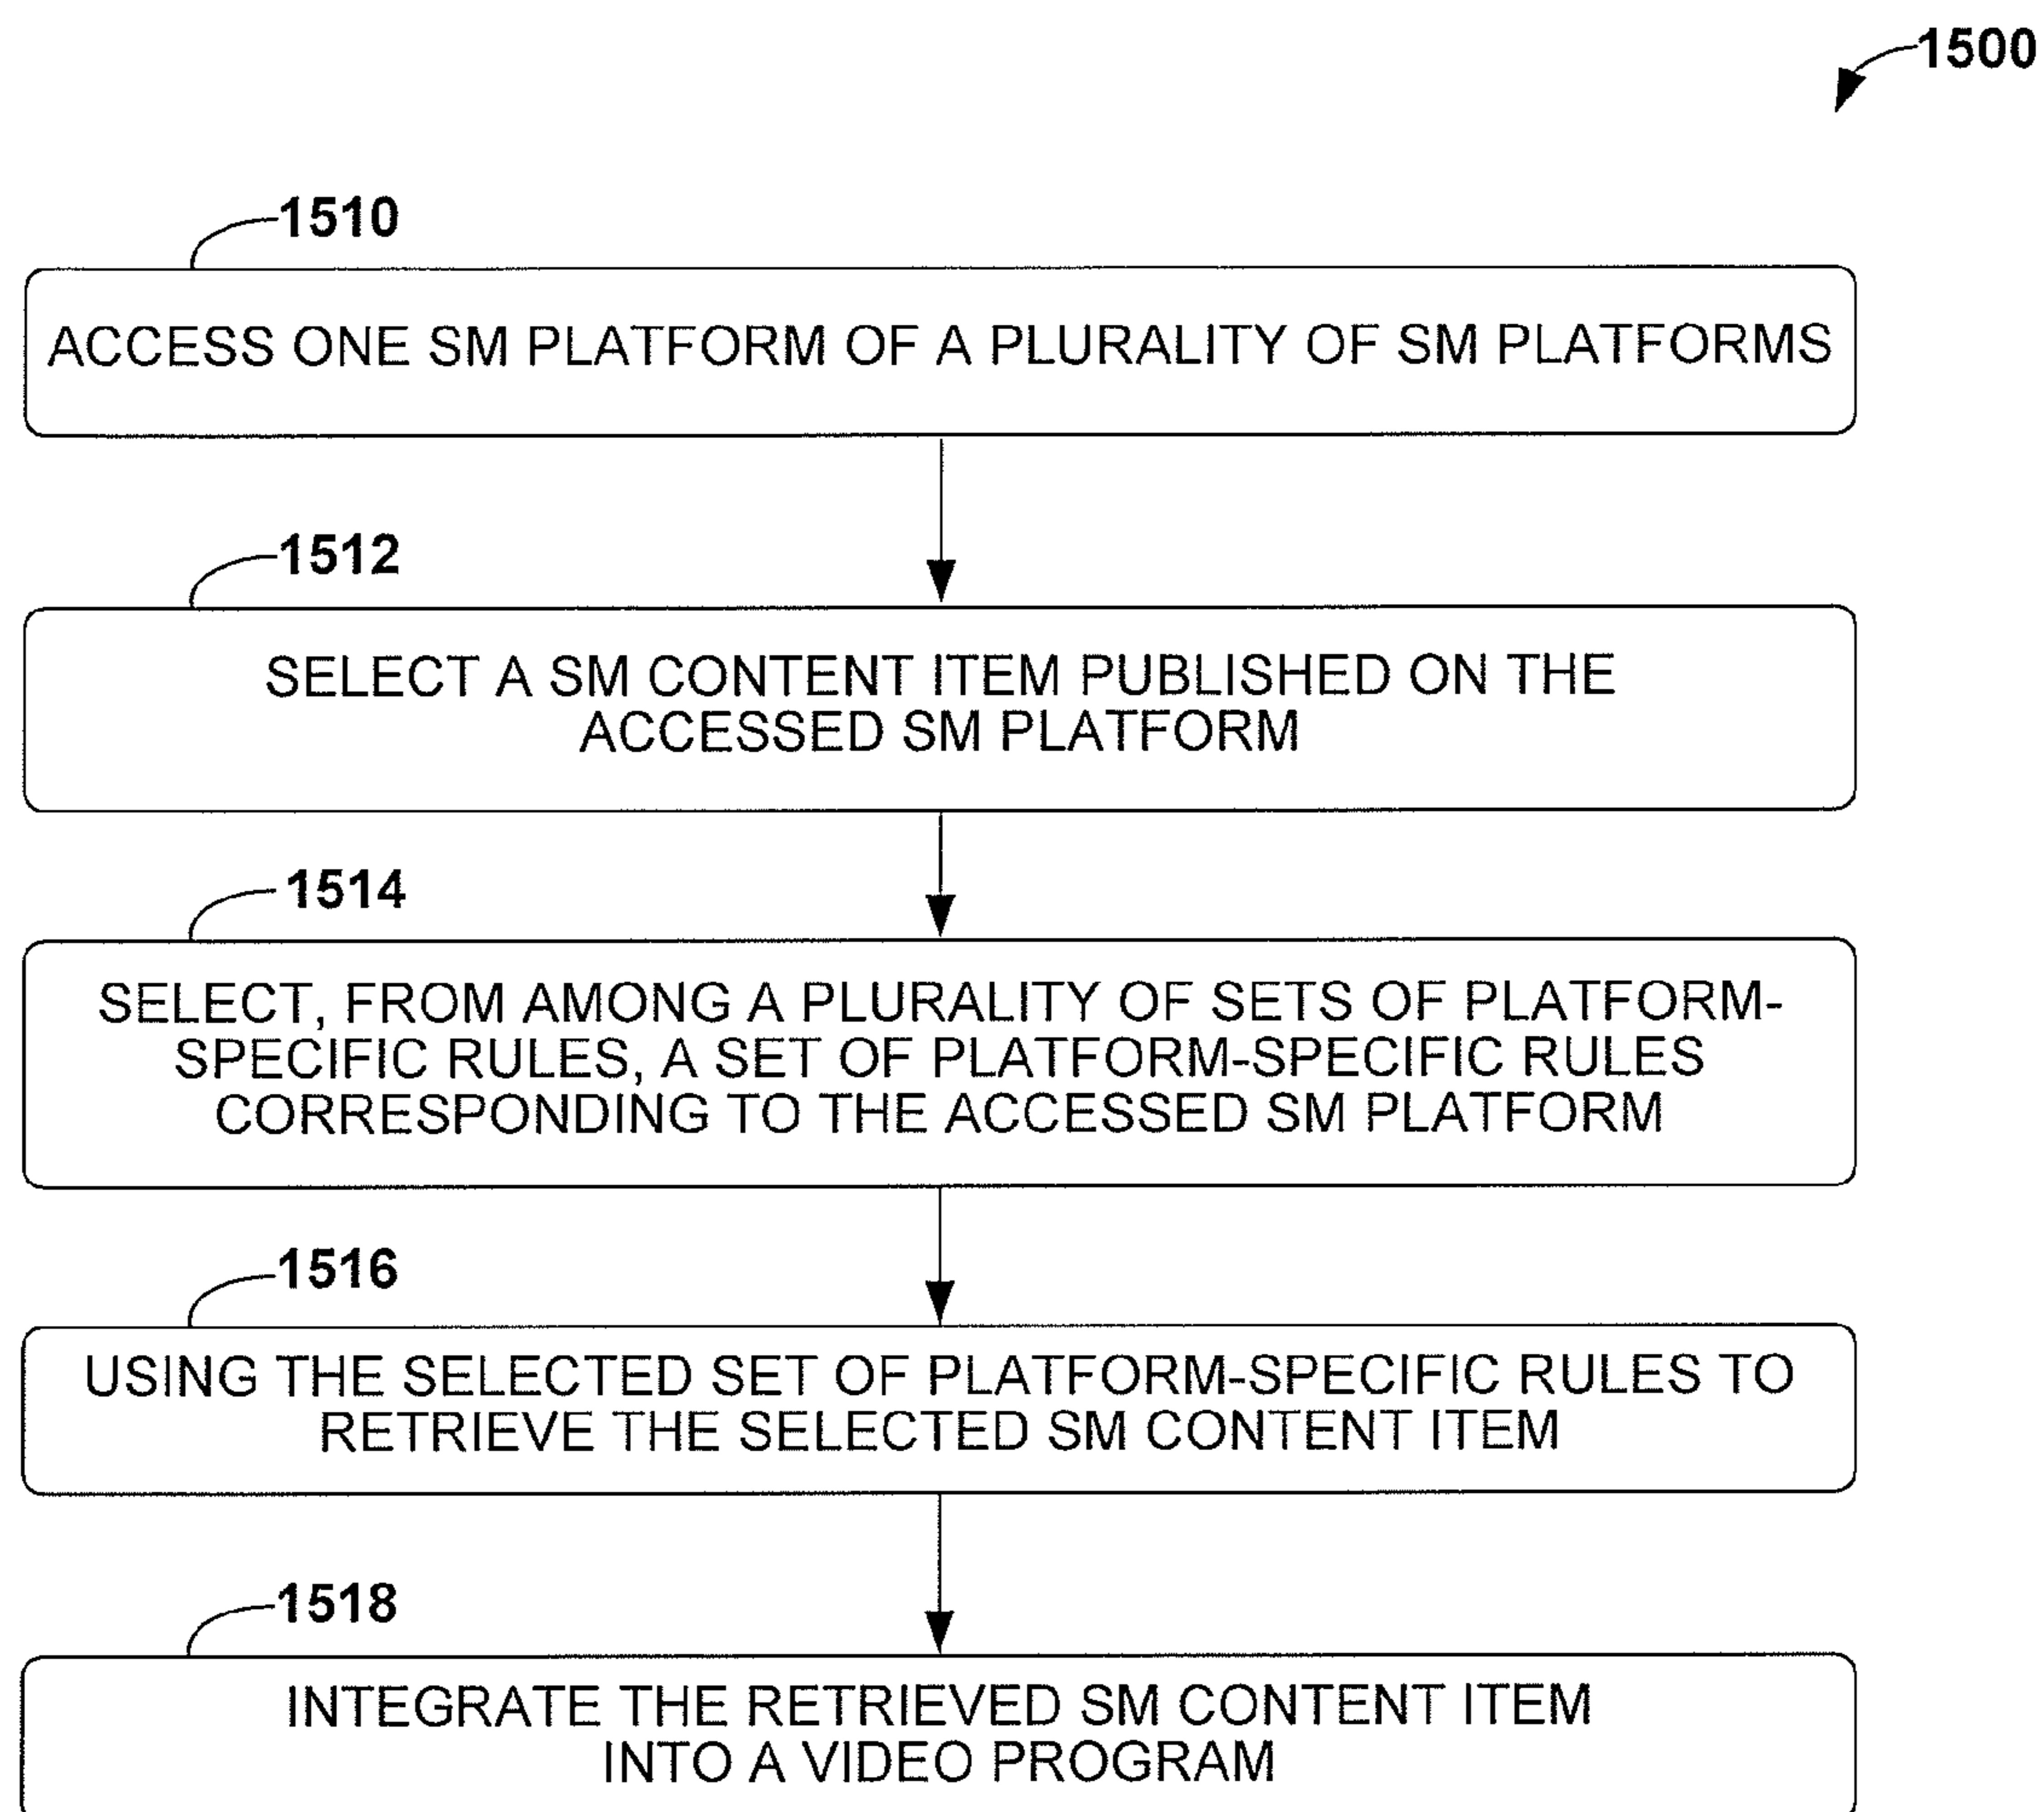 1500
1510
ACCESS ONE SM PLATFORM OF A PLURALITY OF SM PLATFORMS
1512
SELECT A SM CONTENT ITEM PUBLISHED ON THE
ACCESSED SM PLATFORM
1514
SELECT, FROM AMONG A PLURALITY OF SETS OF PLATFORM-
SPECIFIC RULES, A SET OF PLATFORM-SPECIFIC RULES
CORRESPONDING TO THE ACCESSED SM PLATFORM
1516
USING THE SELECTED SET OF PLATFORM-SPECIFIC RULES TO
RETRIEVE THE SELECTED SM CONTENT ITEM
1518
INTEGRATE THE RETRIEVED SM CONTENT ITEM
INTO A VIDEO PROGRAM